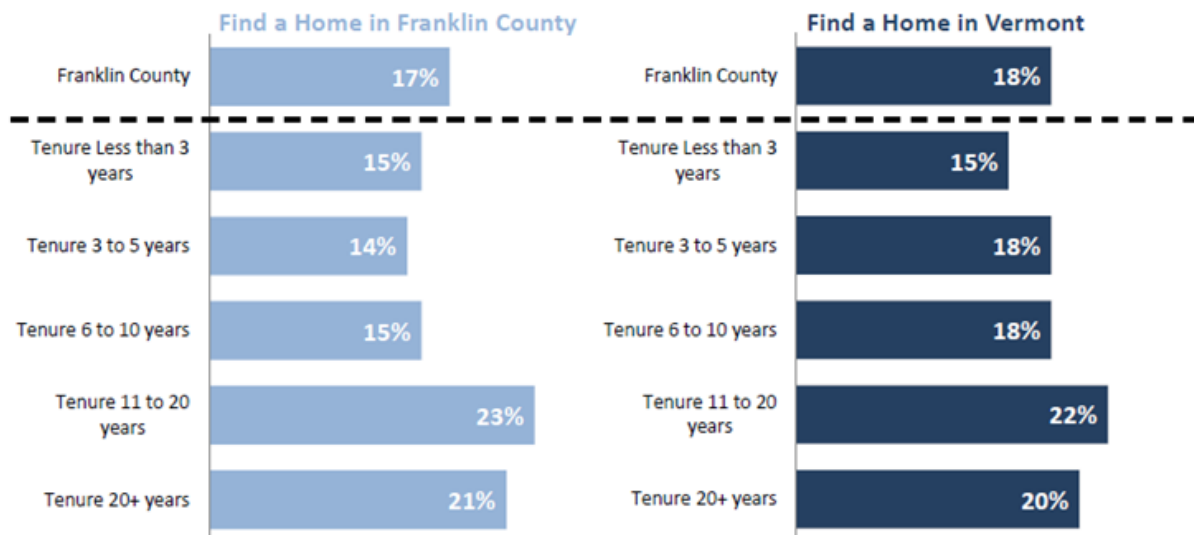 Find a Home in Franklin County
Franklin County
17%
Tenure Less than 3
years
15%
Tenure 3 to 5 years
14%
Tenure 6 to 10 years
15%
Tenure 11 to 20
years
23%
Tenure 20+ years
21%
Find a Home in Vermont
Franklin County
18%
Tenure Less than 3
years
15%
Tenure 3 to 5 years
18%
Tenure 6 to 10 years
18%
Tenure 11 to 20
years
22%
Tenure 20+ years
20%